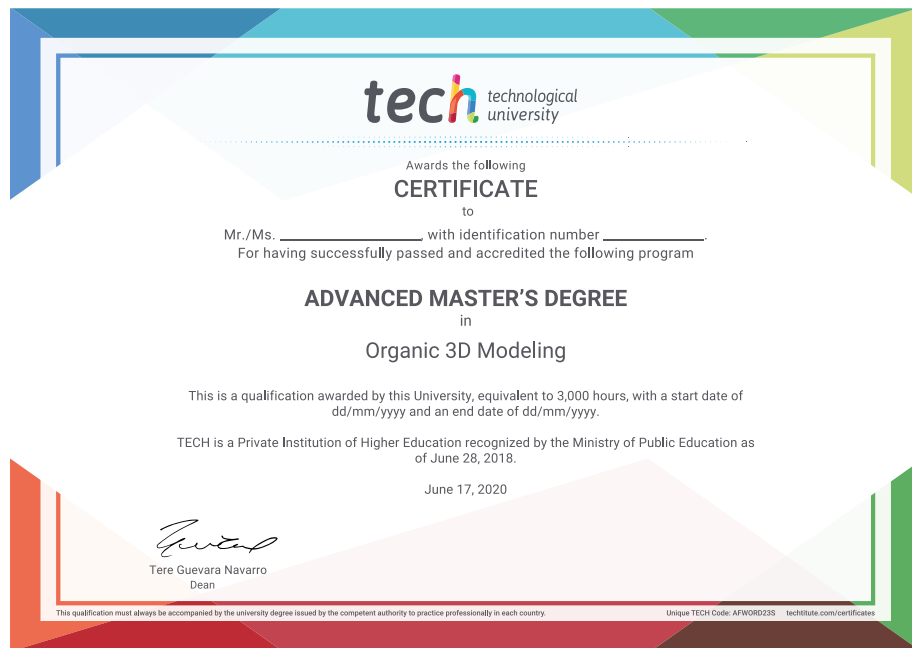 tech technological
university
Awards the following
CERTIFICATE
to
Mr./Ms. ____________, with identification number ____________.
For having successfully passed and accredited the following program
ADVANCED MASTER'S DEGREE
in
Organic 3D Modeling
This is a qualification awarded by this University, equivalent to 3,000 hours, with a start date of
dd/mm/yyyy and an end date of dd/mm/yyyy.
TECH is a Private Institution of Higher Education recognized by the Ministry of Public Education as
of June 28, 2018.
June 17, 2020
Tere Guevara Navarro
Dean
This qualification must always be accompanied by the university degree issued by the competent authority to practice professionally in each country. Unique TECH Code: AFWORD23S techtitute.com/certificates